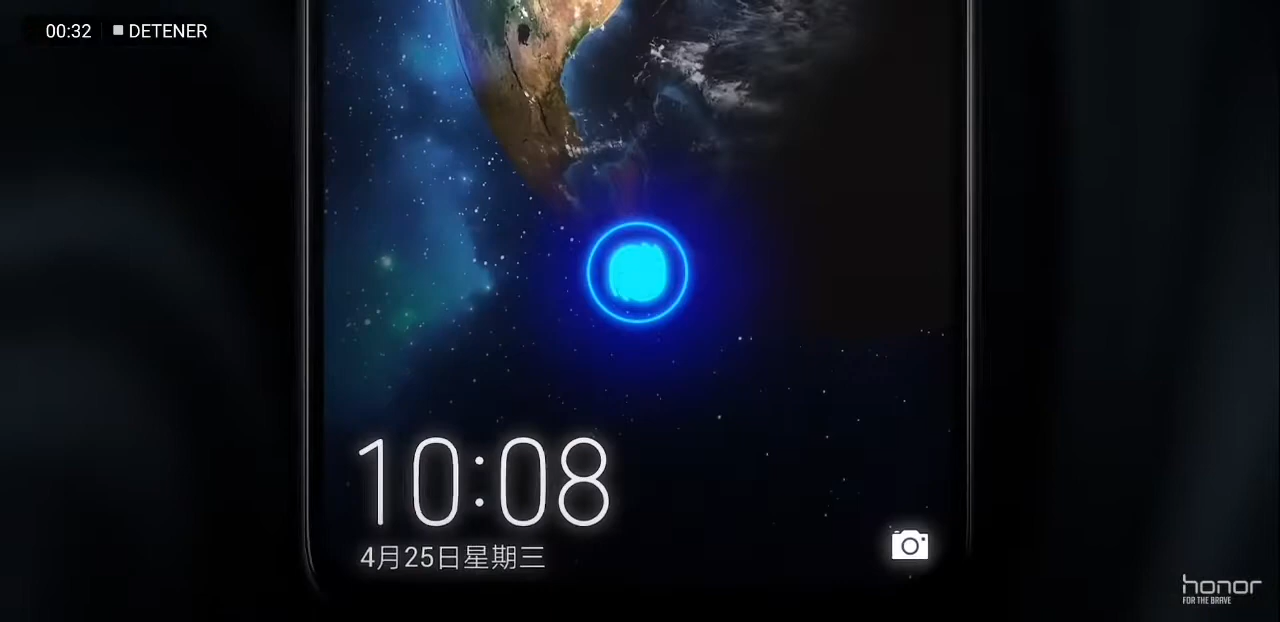 00:32 DETENER
10:08
4月25日星期三
honor
FOR THE BRAVE